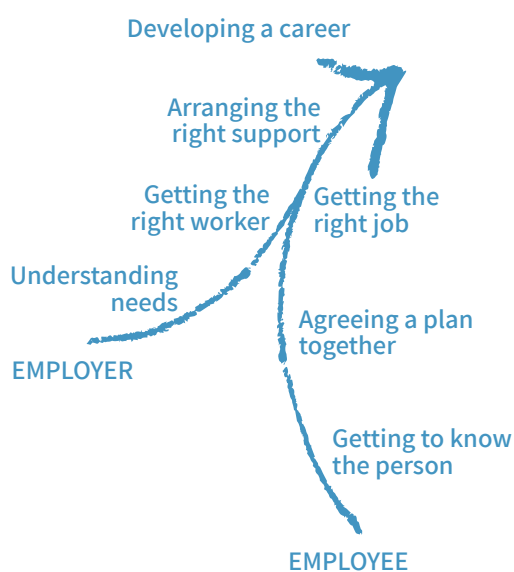 Developing a career
Arranging the
right support
Getting the
right worker
Getting the
right job
Understanding
needs
Agreeing a plan
together
EMPLOYER
Getting to know
the person
EMPLOYEE